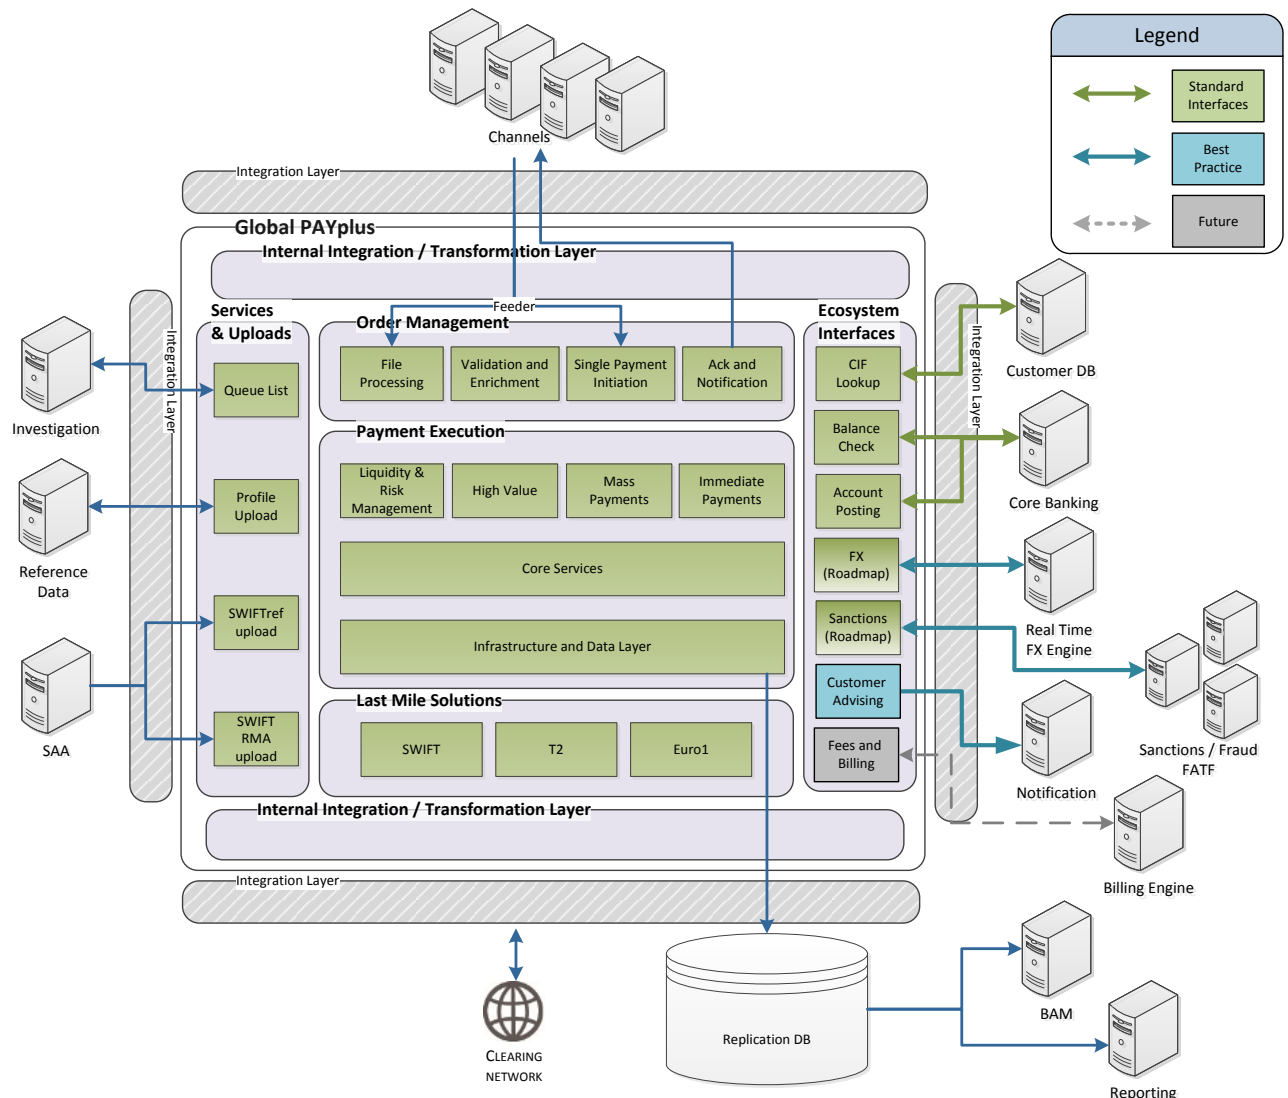 Legend
Standard
Interfaces
Best
Practice
Future
Channels
Integration Layer
Global PAYplus
Internal Integration / Transformation Layer
Feeder
Services
& Uploads
Queue List
Profile
Upload
SWIFTref
upload
SWIFT
RMA
upload
Order Management
File
Processing
Validation and
Enrichment
Single Payment
Initiation
Ack and
Notification
Payment Execution
Liquidity &
Risk
Management
High Value
Mass
Payments
Immediate
Payments
Core Services
Infrastructure and Data Layer
Last Mile Solutions
SWIFT
T2
Euro1
Ecosystem
Interfaces
CIF
Lookup
Balance
Check
Account
Posting
FX
(Roadmap)
Sanctions
(Roadmap)
Customer
Advising
Fees and
Billing
Internal Integration / Transformation Layer
Integration Layer
Integration Layer
Integration Layer
Investigation
Reference
Data
SAA
Customer DB
Core Banking
Real Time
FX Engine
Sanctions / Fraud
FATF
Notification
Billing Engine
BAM
Reporting
Replication DB
CLEARING
NETWORK